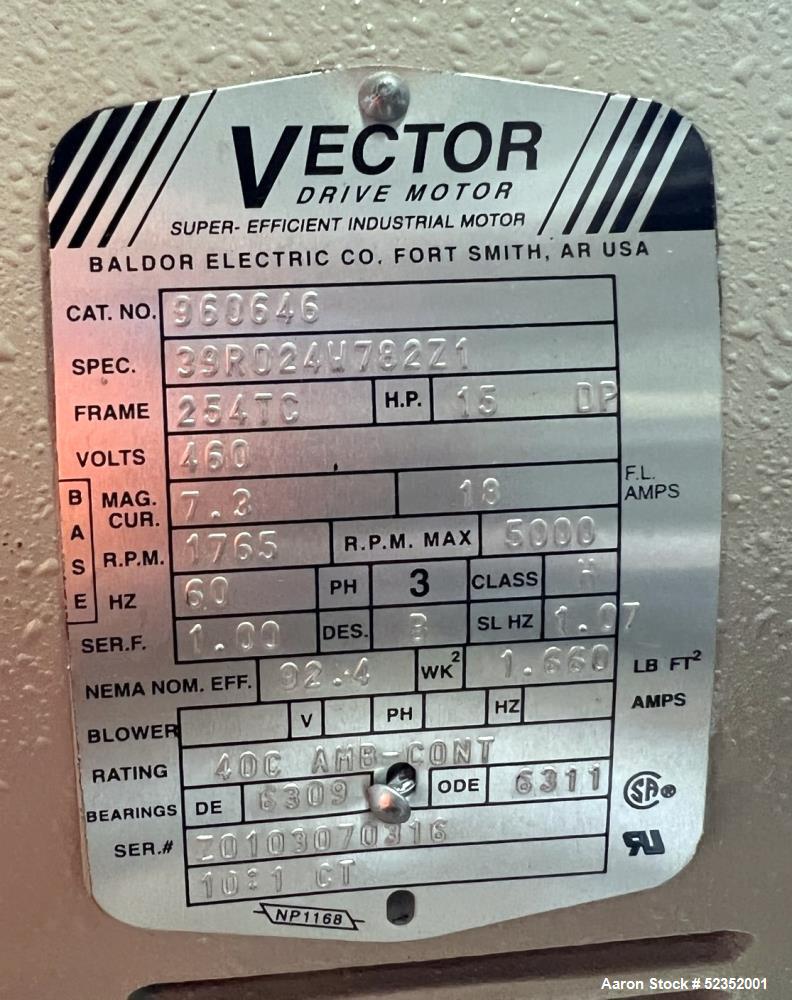 VECTOR
DRIVE MOTOR
SUPER- EFFICIENT INDUSTRIAL MOTOR
BALDOR ELECTRIC CO. FORT SMITH, AR USA
CAT. NO. 960646
SPEC. 39R024W782Z1
FRAME 254TC H.P. 15 DP
VOLTS 460
BASE
MAG. CUR. 7.3 18 F.L. AMPS
R.P.M. 1765 R.P.M. MAX 5000
HZ 60 PH 3 CLASS H
SER.F. 1.00 DES. B SL HZ 1.07
NEMA NOM. EFF. 92.4 WK2 1.660 LB FT2
BLOWER V PH HZ AMPS
RATING 40C AMB-CONT
BEARINGS DE 6309 ODE 6311
SER.# Z0103070316
10:1 CT
SA ®
RU
NP1168
Aaron Stock # 52352001